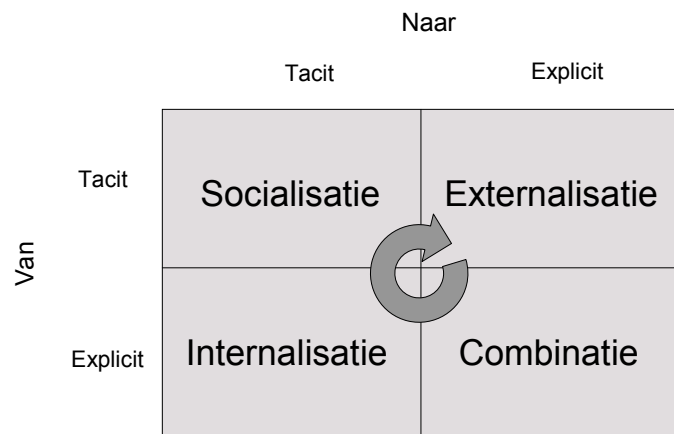 Naar
Tacit Explicit
Tacit Socialisatie Externalisatie
Van
Explicit Internalisatie Combinatie